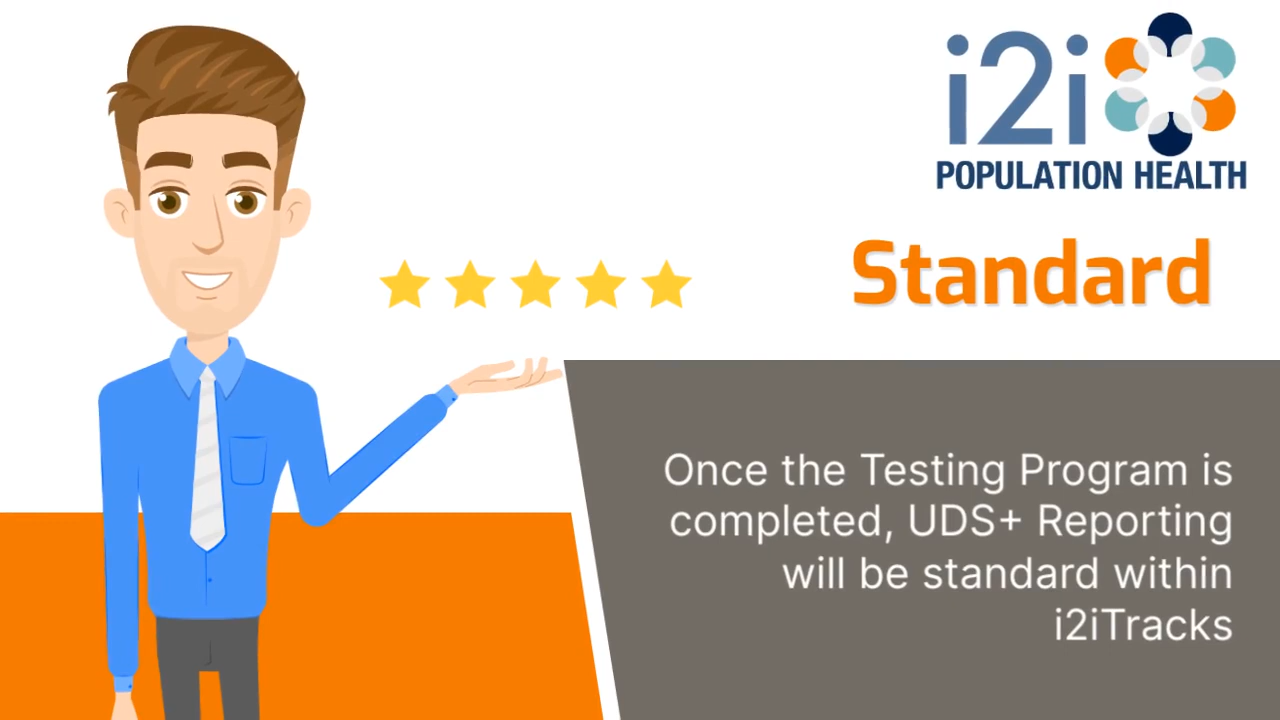 i2i
POPULATION HEALTH
Standard
Once the Testing Program is
completed, UDS+ Reporting
will be standard within
i2iTracks